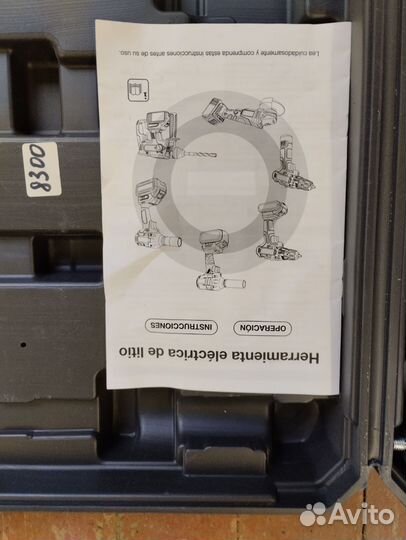 Herramienta eléctrica de litio
OPERACIÓN
INSTRUCCIONES
Lea cuidadosamente y comprenda estas instrucciones antes de su uso.
8300
Avito